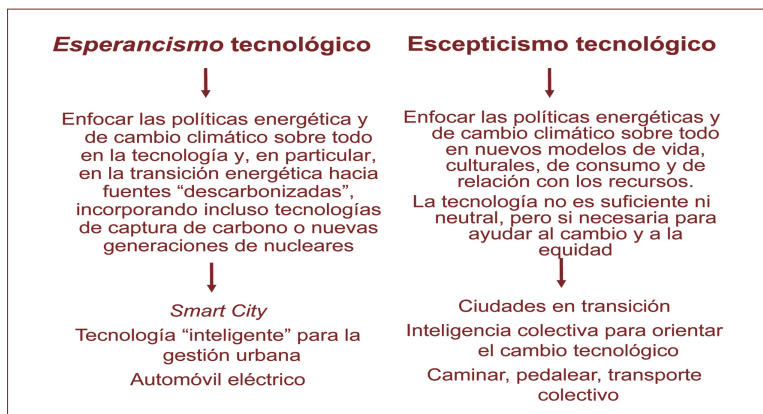 Esperancismo tecnológico
Enfocar las políticas energética y
de cambio climático sobre todo
en la tecnología y, en particular,
en la transición energética hacia
fuentes “descarbonizadas”,
incorporando incluso tecnologías
de captura de carbono o nuevas
generaciones de nucleares
Smart City
Tecnología “inteligente” para la
gestión urbana
Automóvil eléctrico
Escepticismo tecnológico
Enfocar las políticas energéticas y
de cambio climático sobre todo
en nuevos modelos de vida,
culturales, de consumo y de
relación con los recursos.
La tecnología no es suficiente ni
neutral, pero si necesaria para
ayudar al cambio y a la
equidad
Ciudades en transición
Inteligencia colectiva para orientar
el cambio tecnológico
Caminar, pedalear, transporte
colectivo